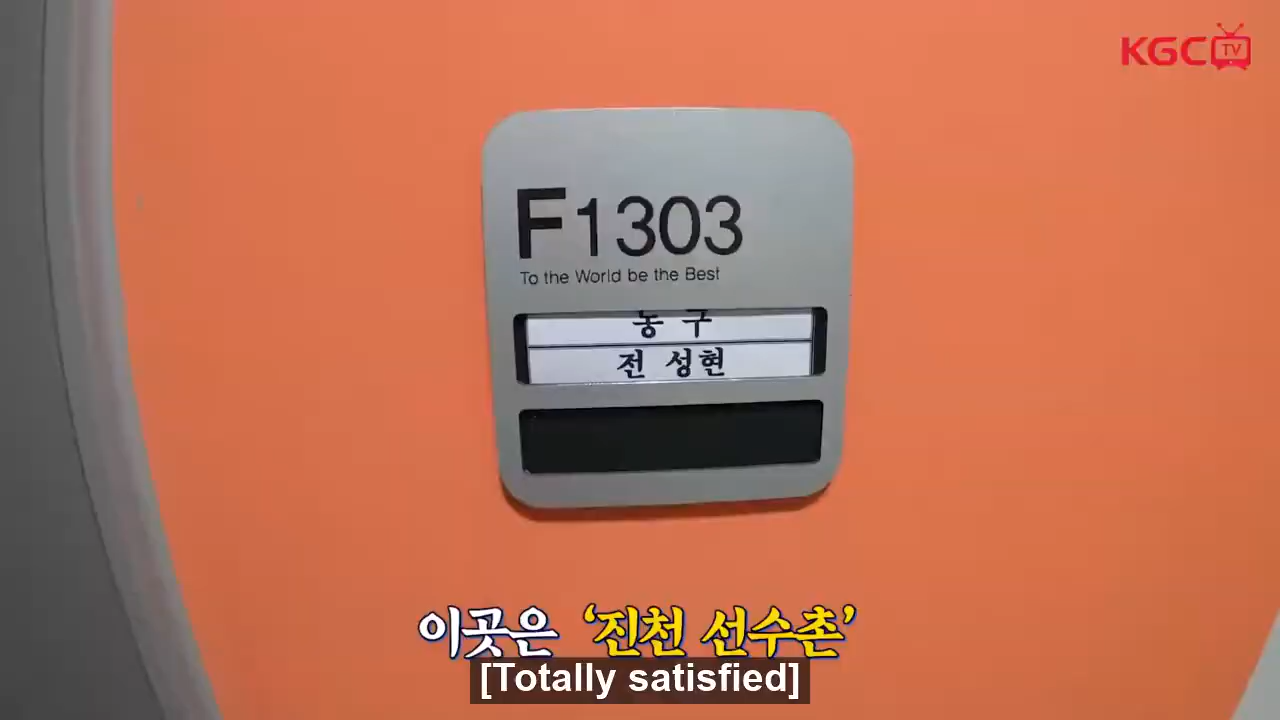 KGC TV
F1303
To the World be the Best
농 구
전 성현
이곳은 ‘진천 선수촌’
[Totally satisfied]